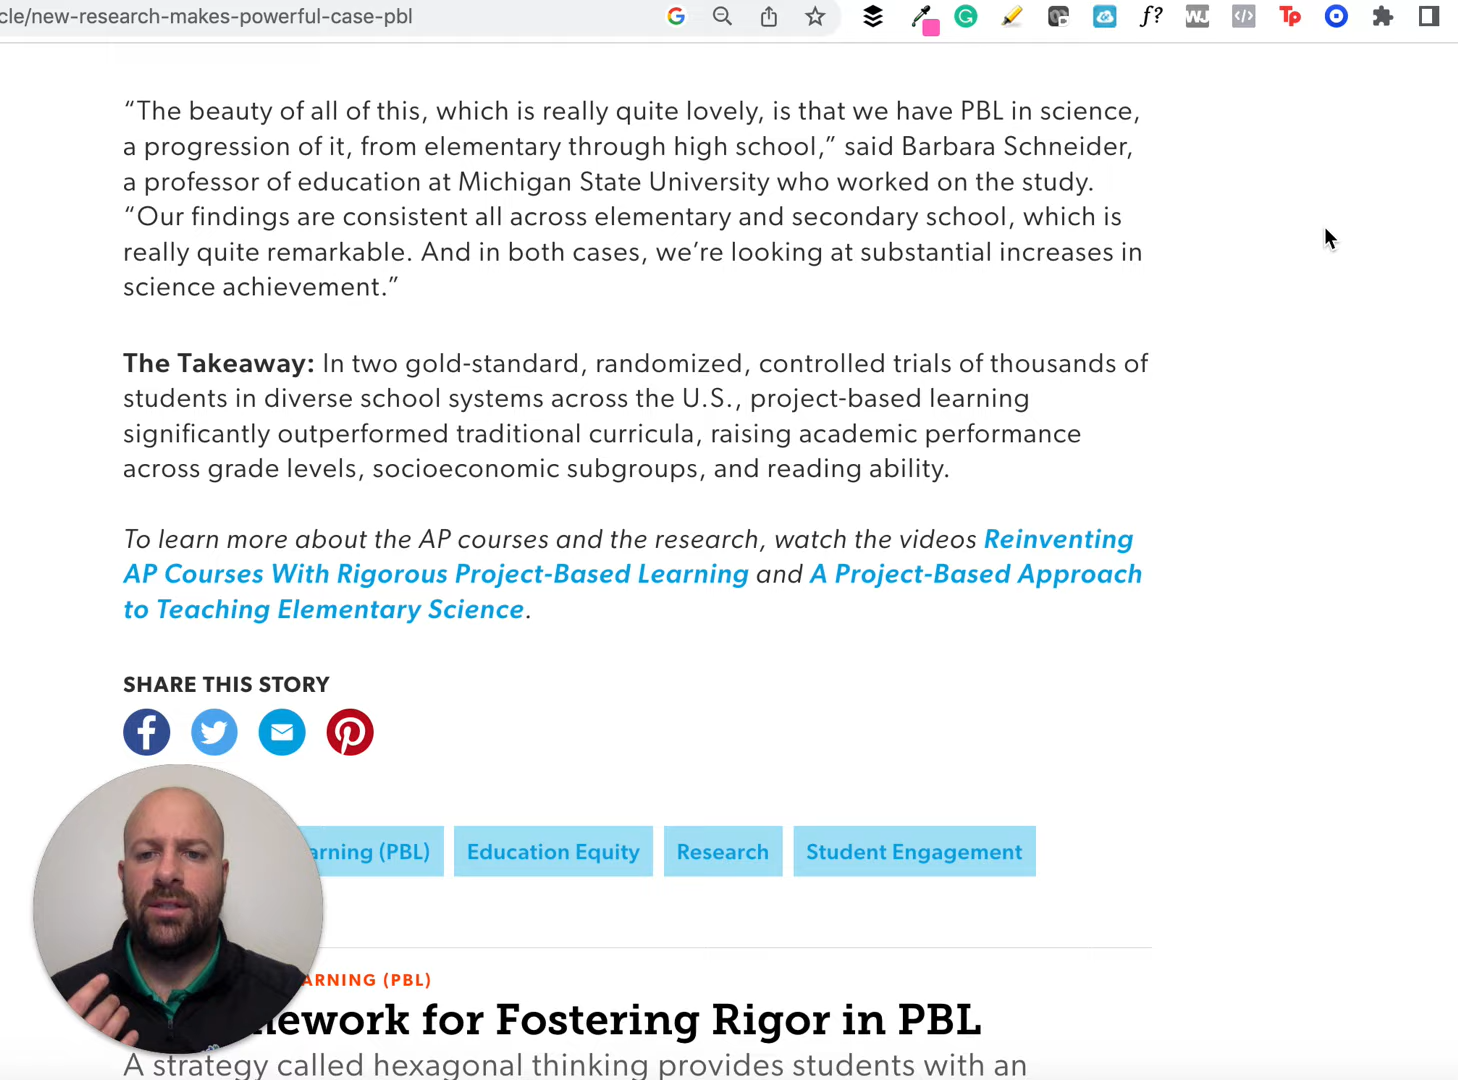 cle/new-research-makes-powerful-case-pbl
“The beauty of all of this, which is really quite lovely, is that we have PBL in science,
a progression of it, from elementary through high school,” said Barbara Schneider,
a professor of education at Michigan State University who worked on the study.
“Our findings are consistent all across elementary and secondary school, which is
really quite remarkable. And in both cases, we’re looking at substantial increases in
science achievement.”
The Takeaway: In two gold-standard, randomized, controlled trials of thousands of
students in diverse school systems across the U.S., project-based learning
significantly outperformed traditional curricula, raising academic performance
across grade levels, socioeconomic subgroups, and reading ability.
To learn more about the AP courses and the research, watch the videos Reinventing
AP Courses With Rigorous Project-Based Learning and A Project-Based Approach
to Teaching Elementary Science.
SHARE THIS STORY
arning (PBL) Education Equity Research Student Engagement
ARNING (PBL)
ework for Fostering Rigor in PBL
A strategy called hexagonal thinking provides students with an